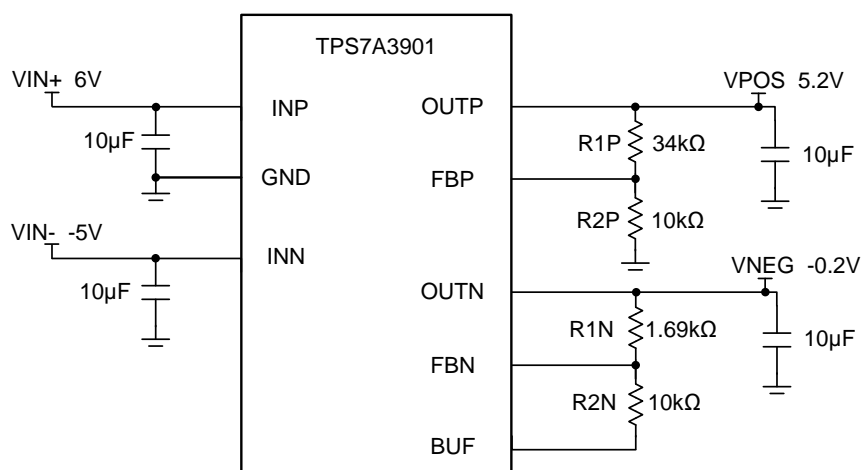 TPS7A3901
VIN+ 6V
VPOS 5.2V
INP
OUTP
10µF
R1P
34kΩ
10µF
GND
FBP
R2P
10kΩ
VIN- -5V
INN
VNEG -0.2V
10µF
OUTN
R1N
1.69kΩ
10µF
FBN
R2N
10kΩ
BUF